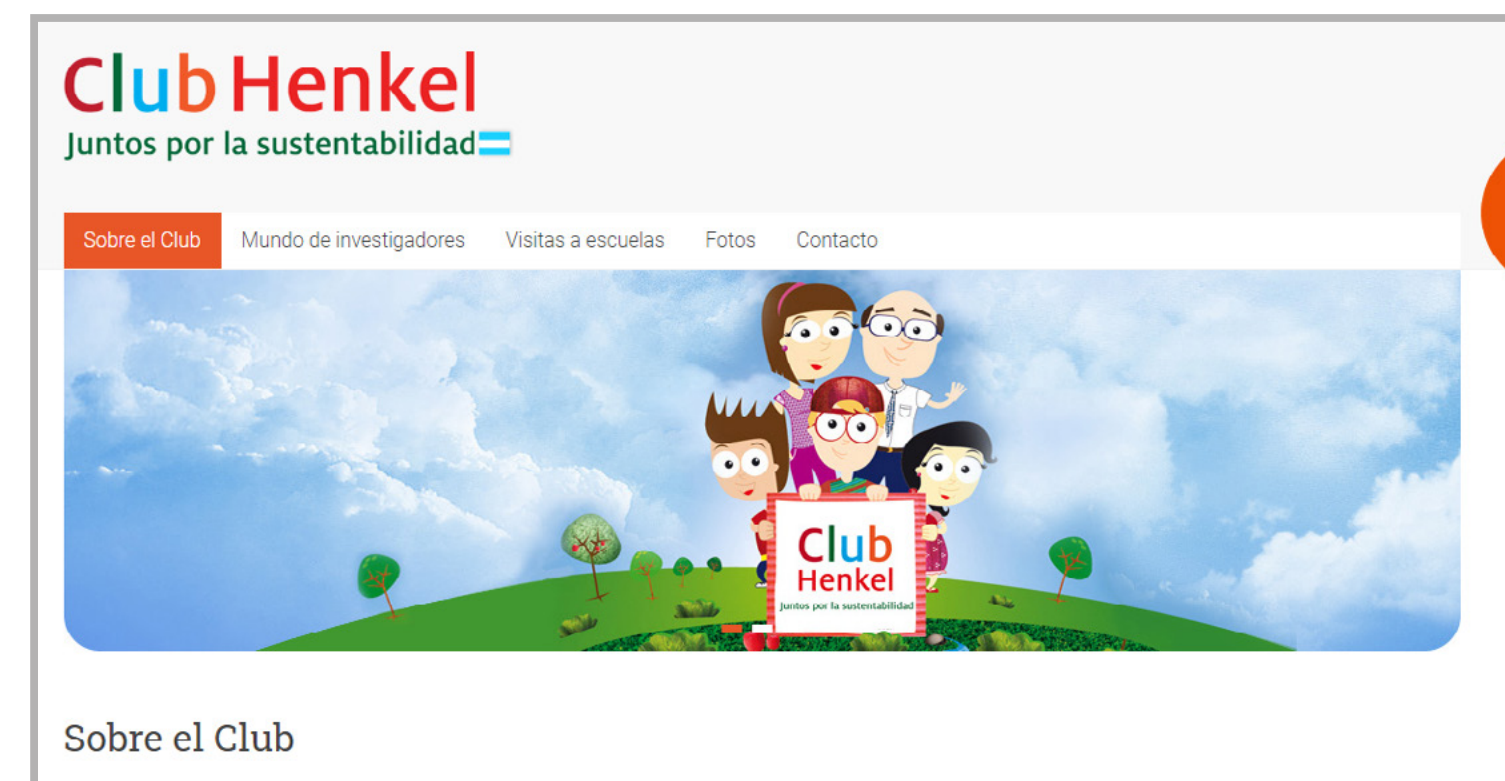 Club Henkel
Juntos por la sustentabilidad
Sobre el Club Mundo de investigadores Visitas a escuelas Fotos Contacto
Club
Henkel
Juntos por la sustentabilidad
Sobre el Club